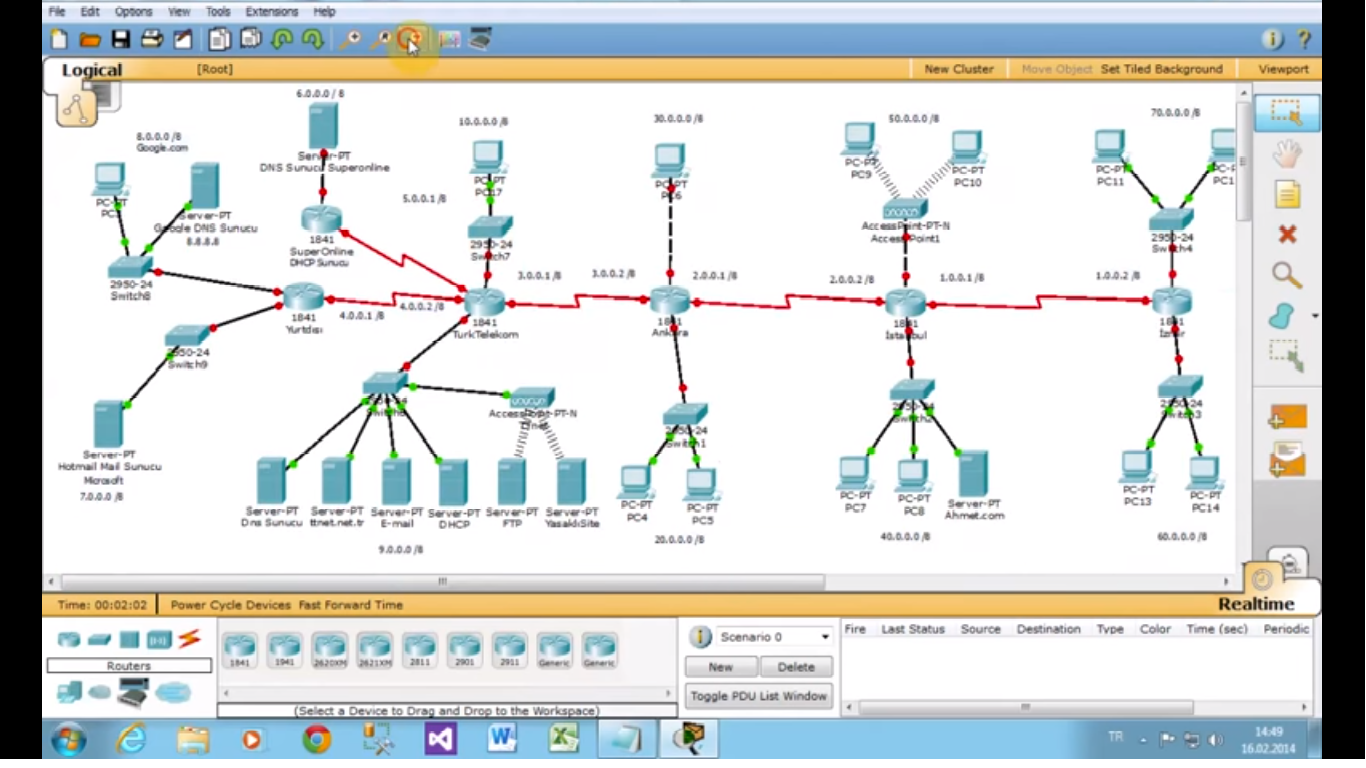 File Edit Options View Tools Extensions Help
Logical [Root] New Cluster Move Object Set Tiled Background Viewport
6.0.0.0 /8
8.0.0.0 /8
Google.com
Server-PT
DNS Sunucu Superonline
10.0.0.0 /8
PC-PT
30.0.0.0 /8
PC-PT
50.0.0.0 /8
PC-PT
PC9
PC-PT
PC10
70.0.0.0 /8
PC-PT
PC11
PC-PT
Server-PT
Google DNS Sunucu
8.8.8.8
5.0.0.1 /8
1841
SuperOnline
DHCP Sunucu
2950-24
Switch7
AccessPoint-PT-N
Access Point1
2950-24
Switch4
2950-24
Switch8
1841
Yurtdısı
4.0.0.1 /8
4.0.0.2 /8
1841
TurkTelekom
3.0.0.1 /8
3.0.0.2 /8
1841
Ankara
2.0.0.1 /8
2.0.0.2 /8
1841
İstanbul
1.0.0.1 /8
1.0.0.2 /8
1841
İzmir
2950-24
Switch9
AccessPoint-PT-N
2950-24
Switch1
2950-24
Switch2
2950-24
Switch3
Server-PT
Hotmail Mail Sunucu
Microsoft
7.0.0.0 /8
Server-PT
Dns Sunucu
Server-PT
ttnet.net.tr
Server-PT
E-mail
Server-PT
DHCP
Server-PT
FTP
Server-PT
YasaklıSite
9.0.0.0 /8
PC-PT
PC4
PC-PT
PC5
20.0.0.0 /8
PC-PT
PC7
PC-PT
PC8
Server-PT
Ahmet.com
40.0.0.0 /8
PC-PT
PC13
PC-PT
PC14
60.0.0.0 /8
Time: 00:02:02 Power Cycle Devices Fast Forward Time Realtime
Routers
1841 1941 2620XM 2621XM 2811 2901 2911 Generic Generic
(Select a Device to Drag and Drop to the Workspace)
Scenario 0
New Delete
Toggle PDU List Window
Fire Last Status Source Destination Type Color Time (sec) Periodic
TR
14:49
16.02.2014